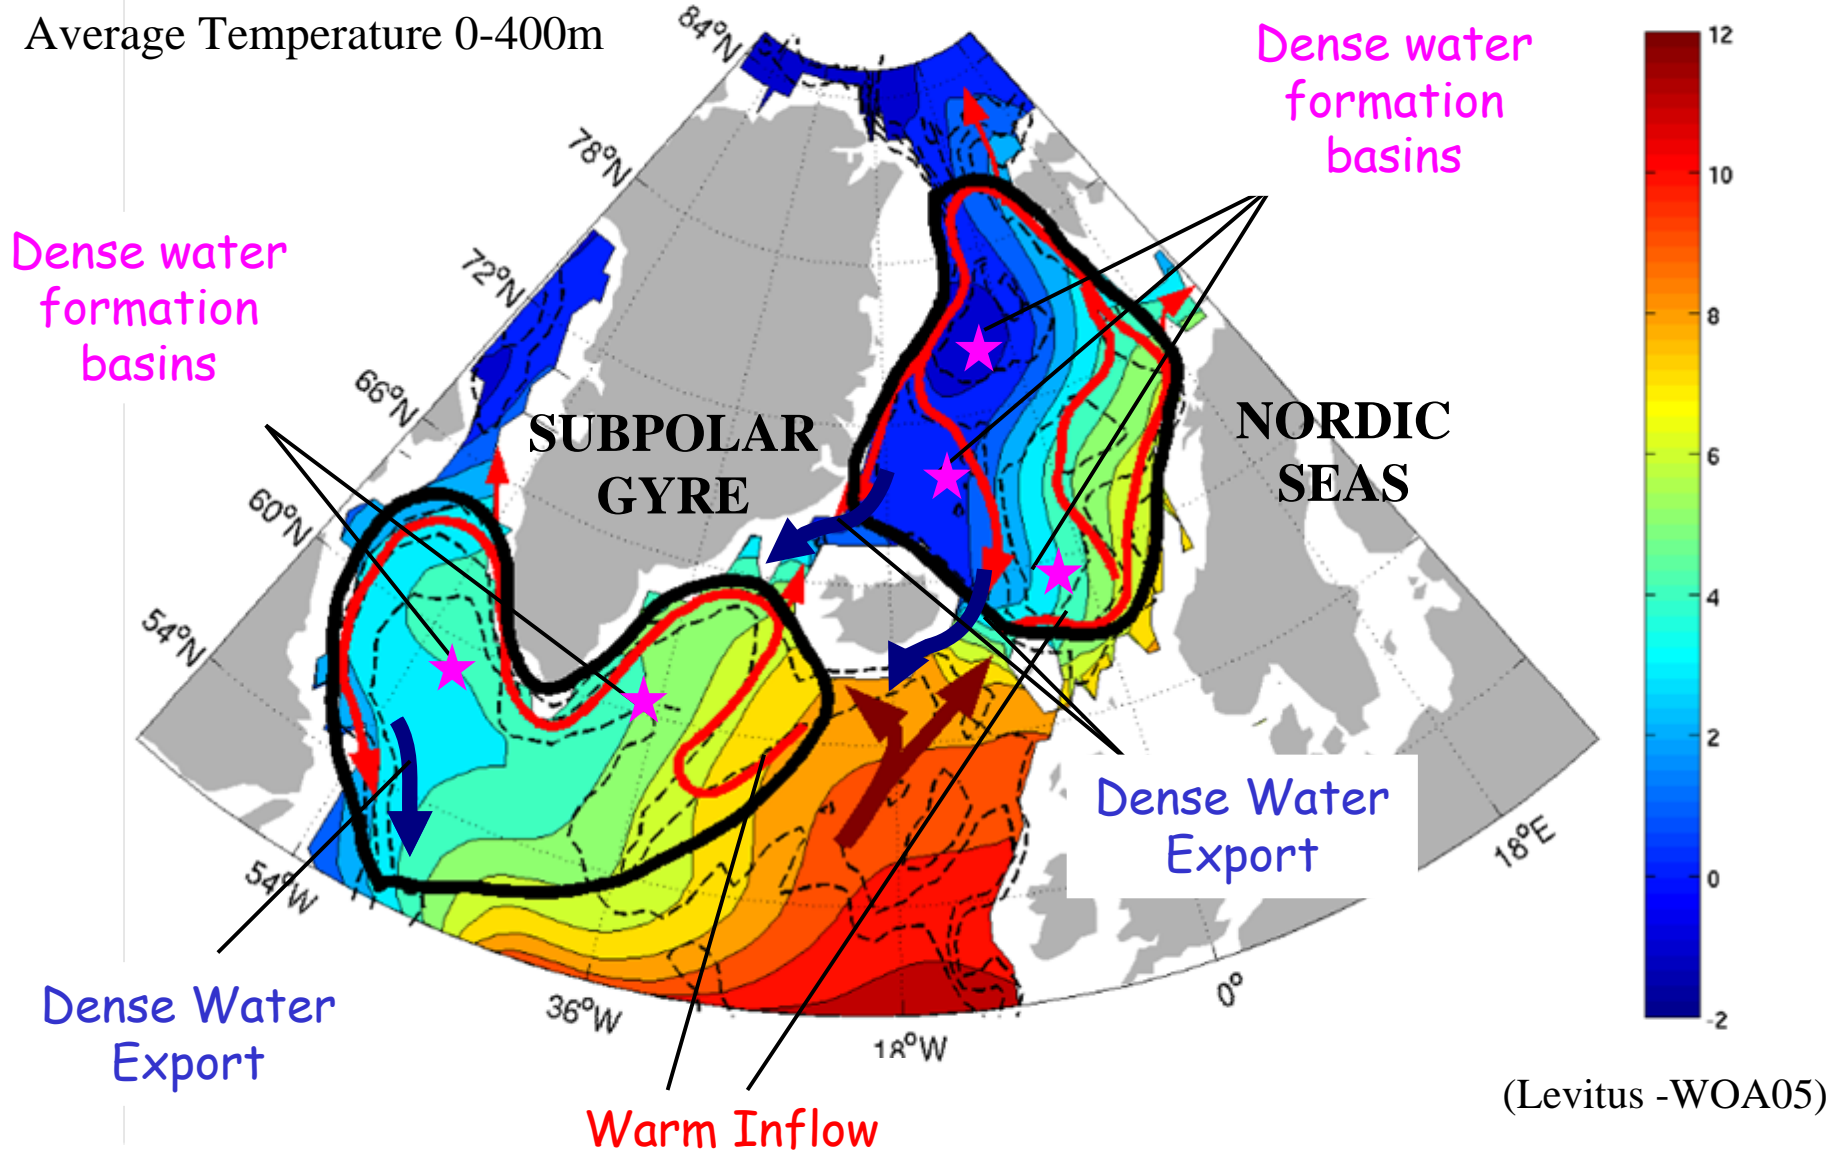 Average Temperature 0-400m
Dense water
formation
basins
Dense water
formation
basins
84°N
78°N
72°N
66°N
60°N
54°N
SUBPOLAR
GYRE
NORDIC
SEAS
Dense Water
Export
Dense Water
Export
54°W
36°W
18°W
0°
18°E
Warm Inflow
12
10
8
6
4
2
0
-2
(Levitus -WOA05)